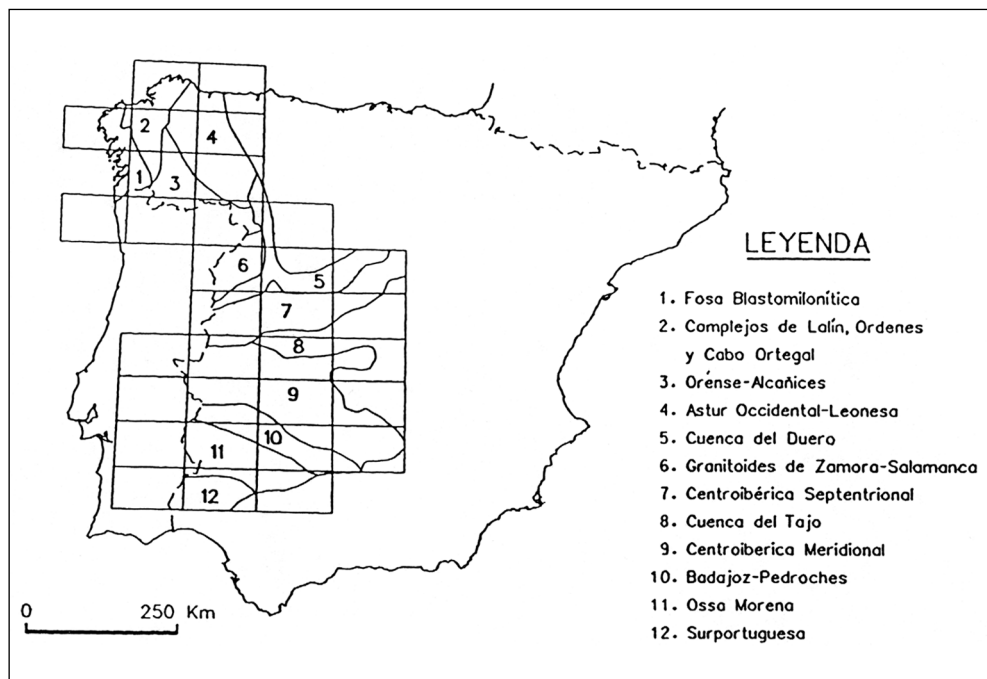 2
4
1
3
6
5
7
8
9
10
11
12
0 250 Km
LEYENDA
1. Fosa Blastomilonítica
2. Complejos de Lalín, Ordenes
y Cabo Ortegal
3. Orénse-Alcañices
4. Astur Occidental-Leonesa
5. Cuenca del Duero
6. Granitoides de Zamora-Salamanca
7. Centroibérica Septentrional
8. Cuenca del Tajo
9. Centroiberica Meridional
10. Badajoz-Pedroches
11. Ossa Morena
12. Surportuguesa